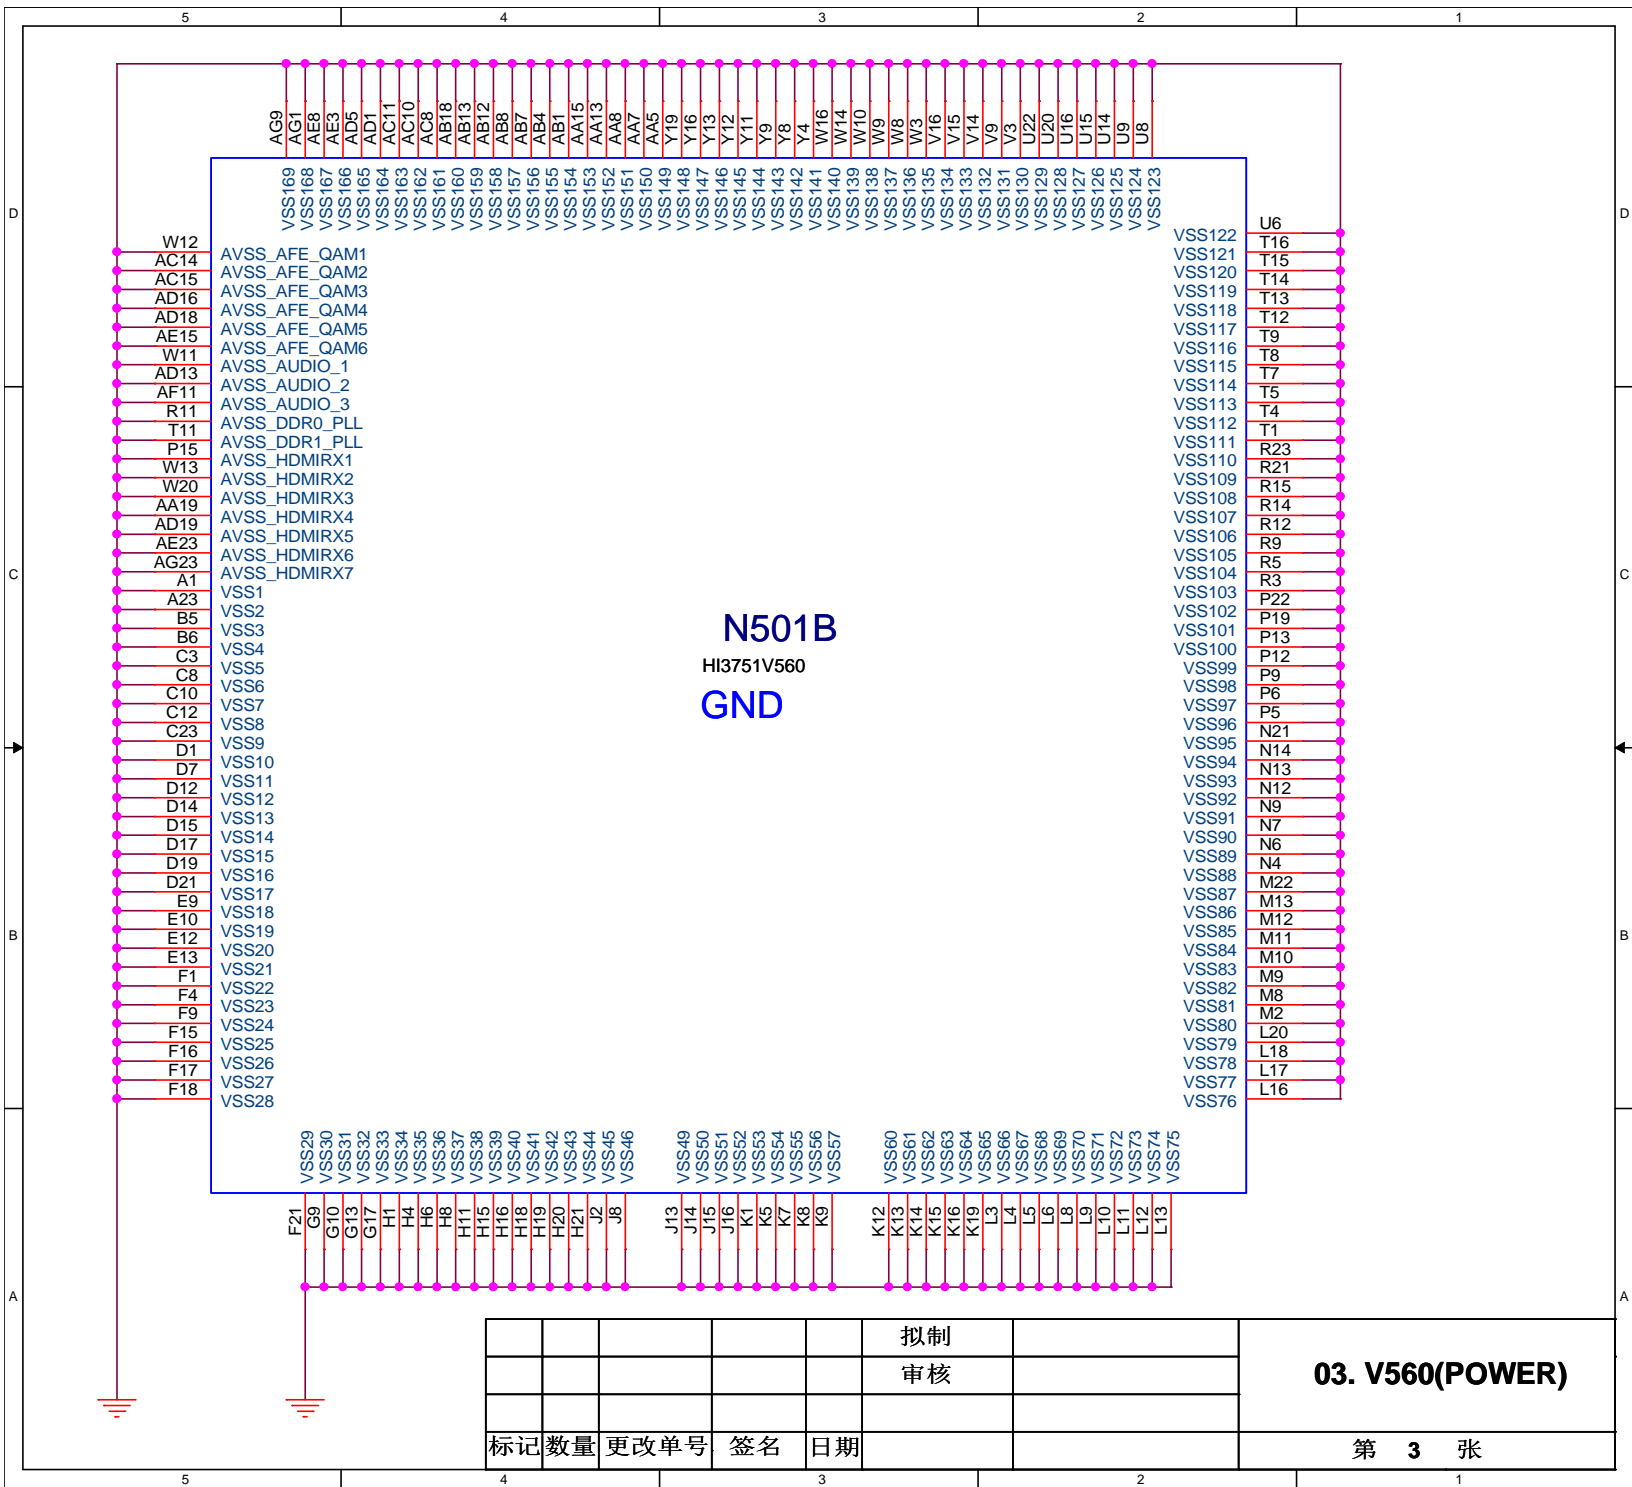 5 4 3 2 1
AG9 AG1 AE8 AE3 AD5 AD1 AC11 AC10 AC8 AB18 AB13 AB12 AB8 AB7 AB4 AB1 AA15 AA13 AA8 AA7 AA5 Y19 Y16 Y13 Y12 Y11 Y9 Y8 Y4 W16 W14 W10 W9 W8 W3 V16 V15 V14 V9 V3 U22 U20 U16 U15 U14 U9 U8
VSS169 VSS168 VSS167 VSS166 VSS165 VSS164 VSS163 VSS162 VSS161 VSS160 VSS159 VSS158 VSS157 VSS156 VSS155 VSS154 VSS153 VSS152 VSS151 VSS150 VSS149 VSS148 VSS147 VSS146 VSS145 VSS144 VSS143 VSS142 VSS141 VSS140 VSS139 VSS138 VSS137 VSS136 VSS135 VSS134 VSS133 VSS132 VSS131 VSS130 VSS129 VSS128 VSS127 VSS126 VSS125 VSS124 VSS123
D D
C C
B B
A A
W12 AVSS_AFE_QAM1
AC14 AVSS_AFE_QAM2
AC15 AVSS_AFE_QAM3
AD16 AVSS_AFE_QAM4
AD18 AVSS_AFE_QAM5
AE15 AVSS_AFE_QAM6
W11 AVSS_AUDIO_1
AD13 AVSS_AUDIO_2
AF11 AVSS_AUDIO_3
R11 AVSS_DDR0_PLL
T11 AVSS_DDR1_PLL
P15 AVSS_HDMIRX1
W13 AVSS_HDMIRX2
W20 AVSS_HDMIRX3
AA19 AVSS_HDMIRX4
AD19 AVSS_HDMIRX5
AE23 AVSS_HDMIRX6
AG23 AVSS_HDMIRX7
A1 VSS1
A23 VSS2
B5 VSS3
B6 VSS4
C3 VSS5
C8 VSS6
C10 VSS7
C12 VSS8
C23 VSS9
D1 VSS10
D7 VSS11
D12 VSS12
D14 VSS13
D15 VSS14
D17 VSS15
D19 VSS16
D21 VSS17
E9 VSS18
E10 VSS19
E12 VSS20
E13 VSS21
F1 VSS22
F4 VSS23
F9 VSS24
F15 VSS25
F16 VSS26
F17 VSS27
F18 VSS28
N501B
HI3751V560
GND
VSS122 U6
VSS121 T16
VSS120 T15
VSS119 T14
VSS118 T13
VSS117 T12
VSS116 T9
VSS115 T8
VSS114 T7
VSS113 T5
VSS112 T4
VSS111 T1
VSS110 R23
VSS109 R21
VSS108 R15
VSS107 R14
VSS106 R12
VSS105 R9
VSS104 R5
VSS103 R3
VSS102 P22
VSS101 P19
VSS100 P13
VSS99 P12
VSS98 P9
VSS97 P6
VSS96 P5
VSS95 N21
VSS94 N14
VSS93 N13
VSS92 N12
VSS91 N9
VSS90 N7
VSS89 N6
VSS88 N4
VSS87 M22
VSS86 M13
VSS85 M12
VSS84 M11
VSS83 M10
VSS82 M9
VSS81 M8
VSS80 M2
VSS79 L20
VSS78 L18
VSS77 L17
VSS76 L16
VSS29 VSS30 VSS31 VSS32 VSS33 VSS34 VSS35 VSS36 VSS37 VSS38 VSS39 VSS40 VSS41 VSS42 VSS43 VSS44 VSS45 VSS46 VSS49 VSS50 VSS51 VSS52 VSS53 VSS54 VSS55 VSS56 VSS57 VSS60 VSS61 VSS62 VSS63 VSS64 VSS65 VSS66 VSS67 VSS68 VSS69 VSS70 VSS71 VSS72 VSS73 VSS74 VSS75
F21 G9 G10 G13 G17 H1 H4 H6 H8 H11 H15 H16 H18 H19 H20 H21 J2 J8 J13 J14 J15 J16 K1 K5 K7 K8 K9 K12 K13 K14 K15 K16 K19 L3 L4 L5 L6 L8 L9 L10 L11 L12 L13
拟制
审核
03. V560(POWER)
标记 数量 更改单号 签名 日期
第 3 张
5 4 3 2 1